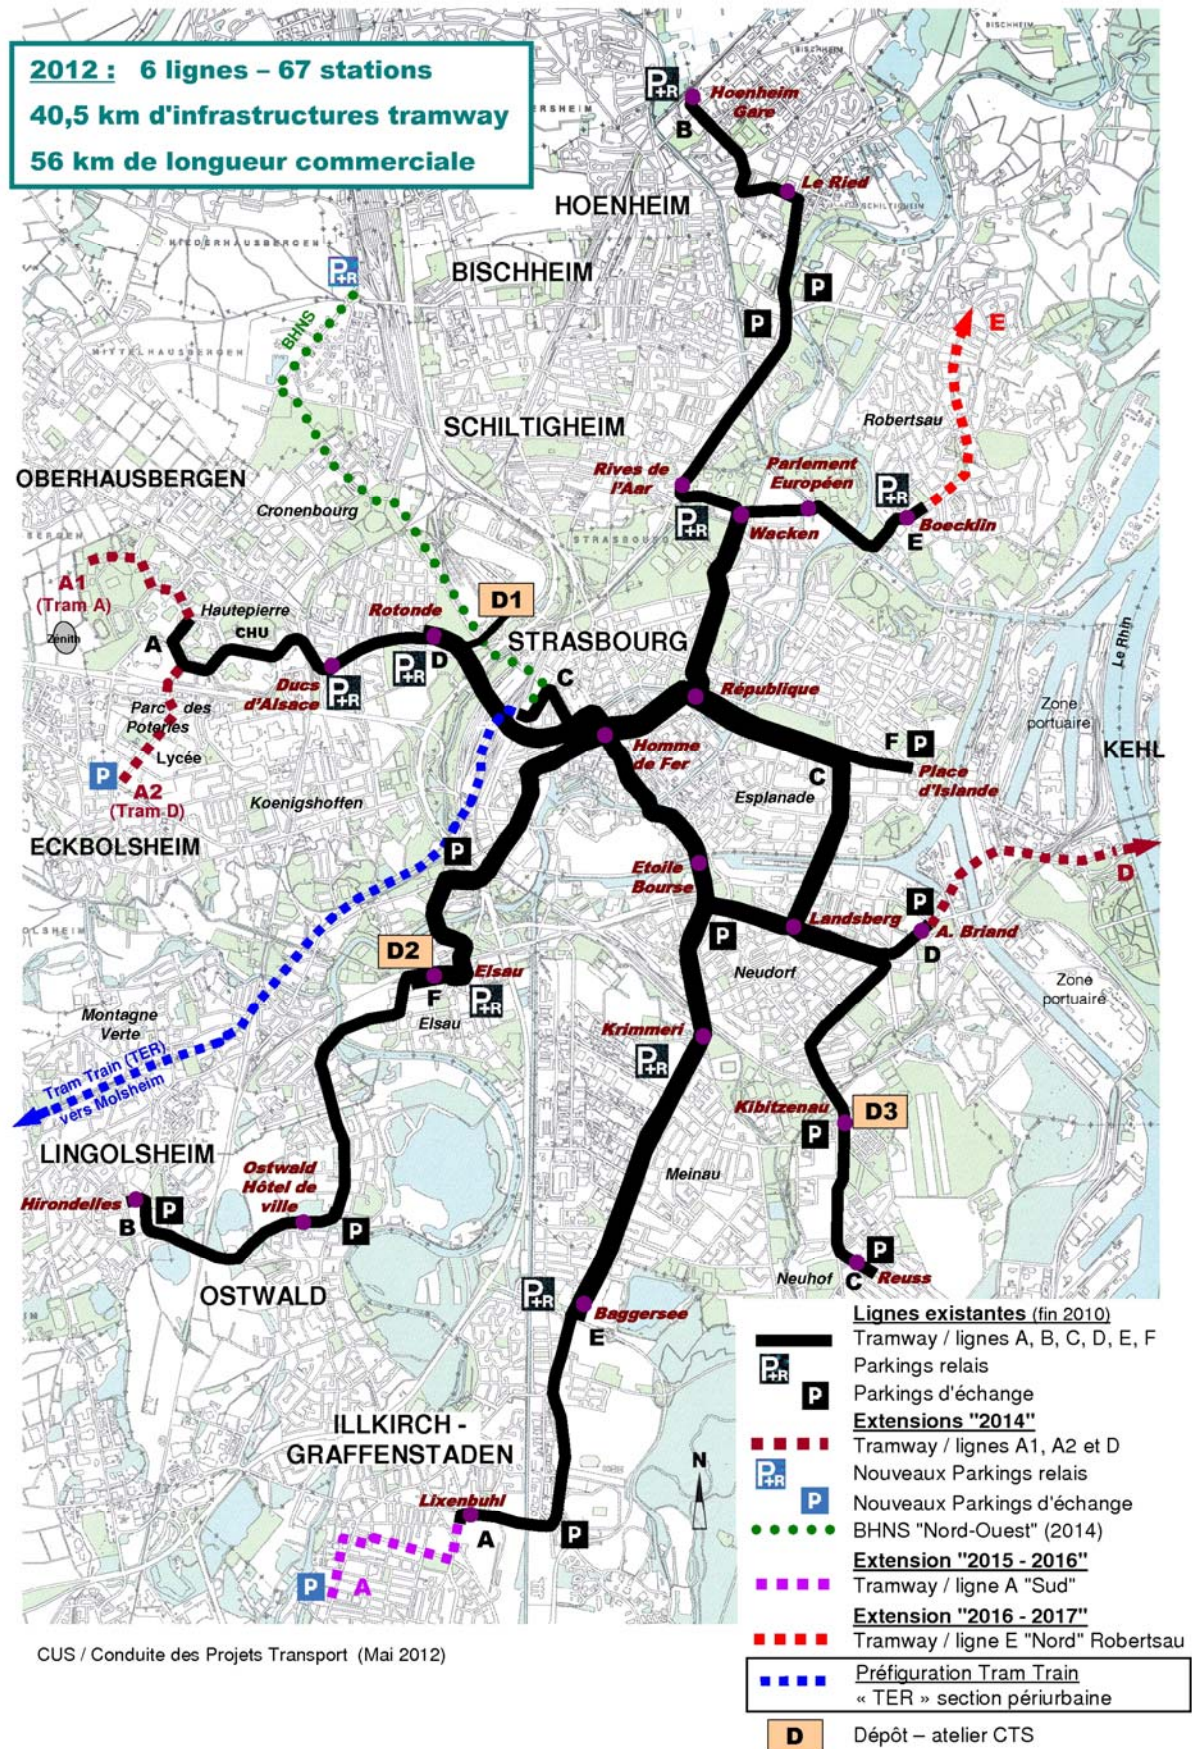 2012 : 6 lignes – 67 stations
40,5 km d'infrastructures tramway
56 km de longueur commerciale
BISCHHEIM
BISCHHEIM
P+R
Hoenheim
Gare
B
Le Ried
SCHILTIGHEIM
HOENHEIM
NIEDERHAUSBERGEN
BISCHHEIM
P+R
P
P
BHNS
E
MITTELHAUSBERGEN
Robertsau
SCHILTIGHEIM
OBERHAUSBERGEN
Rives de
l'Aar
Parlement
Européen
P+R
Cronenbourg
P+R
Wacken
Boecklin
E
STRASBOURG
A1
(Tram A)
Hautepierre
Rotonde
D1
Zénith
A
CHU
STRASBOURG
D
P+R
Le Rhin
Ducs
d'Alsace
P+R
C
République
Parc des
Poteries
Zone
portuaire
Lycée
Homme
de Fer
F
P
KEHL
P
A2
(Tram D)
C
Place
d'Islande
Koenigshoffen
Esplanade
ECKBOLSHEIM
P
Etoile
Bourse
D
P
Landsberg
A. Briand
D2
P
D
Elsau
Neudorf
Zone
portuaire
F
P+R
Montagne
Verte
Elsau
Krimmeri
P+R
Tram Train (TER)
vers Molsheim
Kibitzenau
D3
P
LINGOLSHEIM
Ostwald
Hôtel de
ville
Meinau
Hirondelles
P
B
P
P
Neuhof
C
Reuss
OSTWALD
P+R
Baggersee
E
ILLKIRCH -
GRAFFENSTADEN
N
Lixenbuhl
A
P
P
A
Lignes existantes (fin 2010)
Tramway / lignes A, B, C, D, E, F
P+R Parkings relais
P Parkings d'échange
Extensions "2014"
Tramway / lignes A1, A2 et D
P+R Nouveaux Parkings relais
P Nouveaux Parkings d'échange
BHNS "Nord-Ouest" (2014)
Extension "2015 - 2016"
Tramway / ligne A "Sud"
Extension "2016 - 2017"
Tramway / ligne E "Nord" Robertsau
Préfiguration Tram Train
« TER » section périurbaine
D Dépôt – atelier CTS
CUS / Conduite des Projets Transport (Mai 2012)